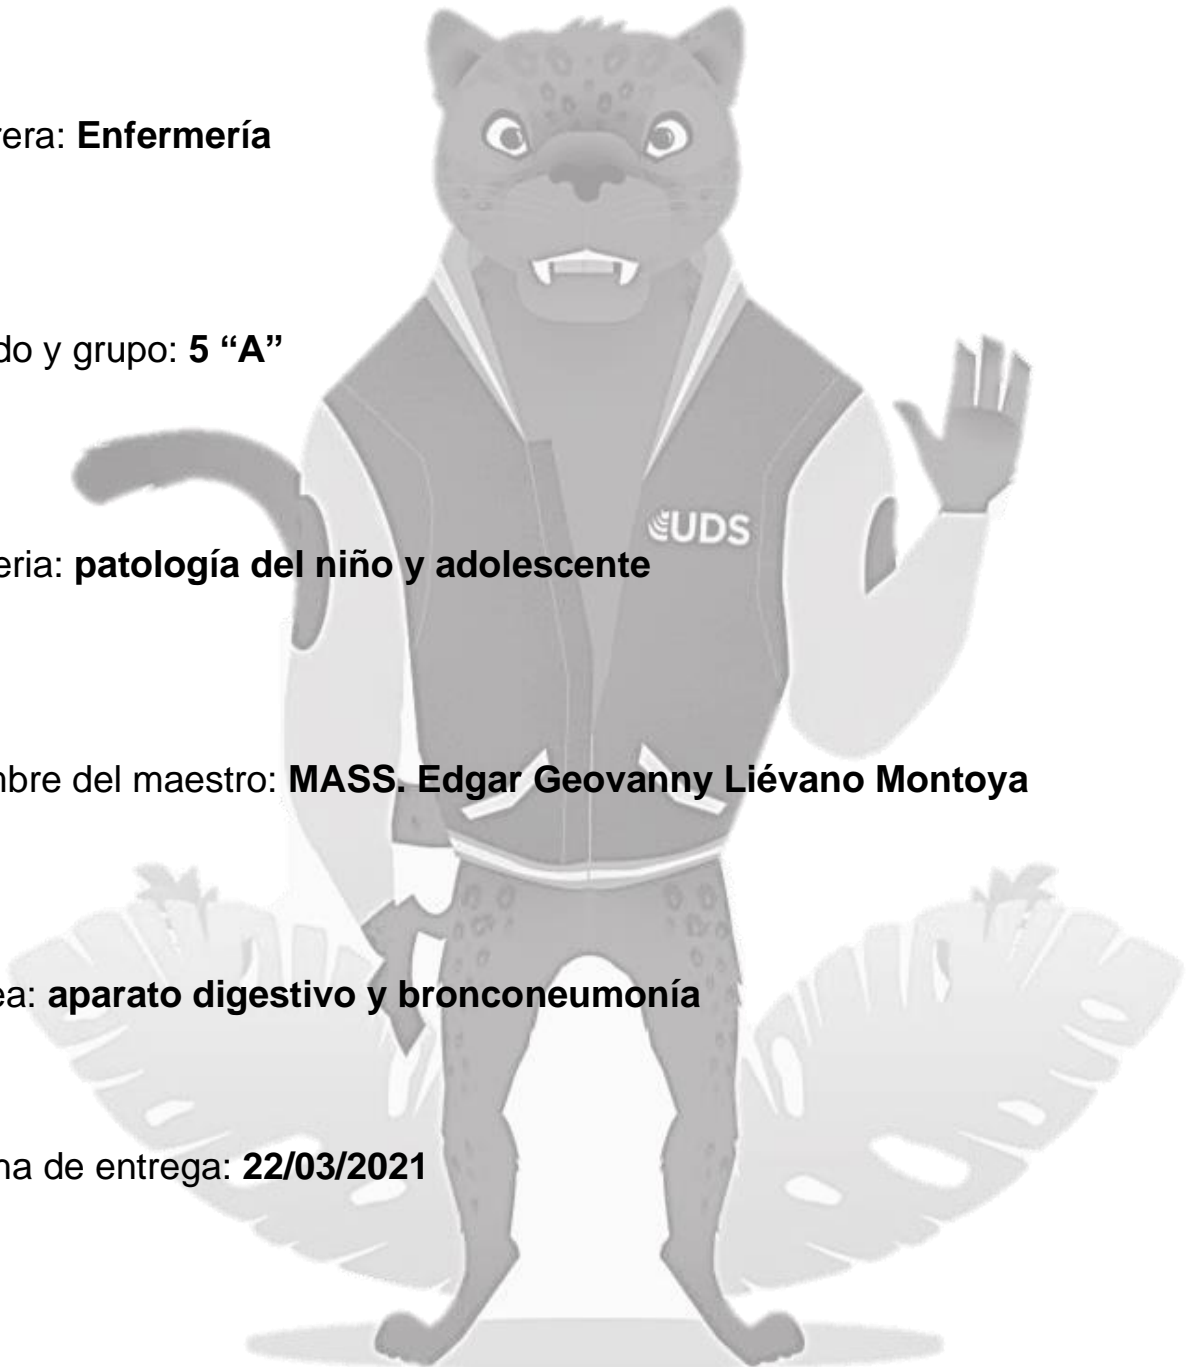 rera: Enfermería
do y grupo: 5 “A”
UDS
eria: patología del niño y adolescente
mbre del maestro: MASS. Edgar Geovanny Liévano Montoya
ea: aparato digestivo y bronconeumonía
ha de entrega: 22/03/2021